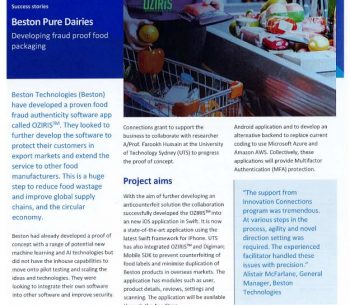 Success stories
Beston Pure Dairies
Developing fraud proof food
packaging
OZIRIS
Beston Technologies (Beston)
have developed a proven food
fraud authenticity software app
called OZIRIS™. They looked to
further develop the software to
protect their customers in
export markets and extend the
service to other food
manufacturers. This is a huge
step to reduce food wastage
and improve global supply
chains, and the circular
economy.
Beston had already developed a proof of
concept with a range of potential new
machine learning and AI technologies but
did not have the inhouse capabilities to
move onto pilot testing and scaling the
ideas and technologies. They were
looking to integrate their own software
into other software and improve security.
Connections grant to support the
business to collaborate with researcher
A/Prof. Farookh Hussain at the
University of Technology Sydney (UTS) to progress
the proof of concept.
Project aims
With the aim of further developing an
anticounterfeit solution the collaboration
successfully developed the OZIRIS™ into
an new iOS application in Swift. It is now
a state-of-the-art application using the
latest Swift framework for iPhone. UTS
has also integrated OZIRIS™ and Digimarc
Mobile SDK to prevent counterfeiting of
food labels and minimise duplication of
Beston products in overseas markets. The
application has modules such as user,
product details, reviews, settings and
scanning. The application will be available
Android application and to develop an
alternative backend to replace current
coding to use Microsoft Azure and
Amazon AWS. Collectively, these
applications will provide Multifactor
Authentication (MFA) protection.
"The support from
Innovation Connections
program was tremendous.
At various steps in the
process, agility and novel
direction setting was
required. The experienced
facilitator handled these
issues with precision."
Alistair McFarlane, General
Manager, Beston
Technologies